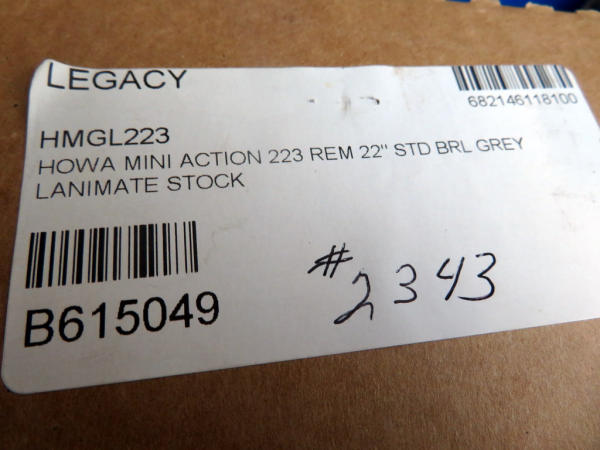 LEGACY
682146118100
HMGL223
HOWA MINI ACTION 223 REM 22" STD BRL GREY
LANIMATE STOCK
B615049
# 2343